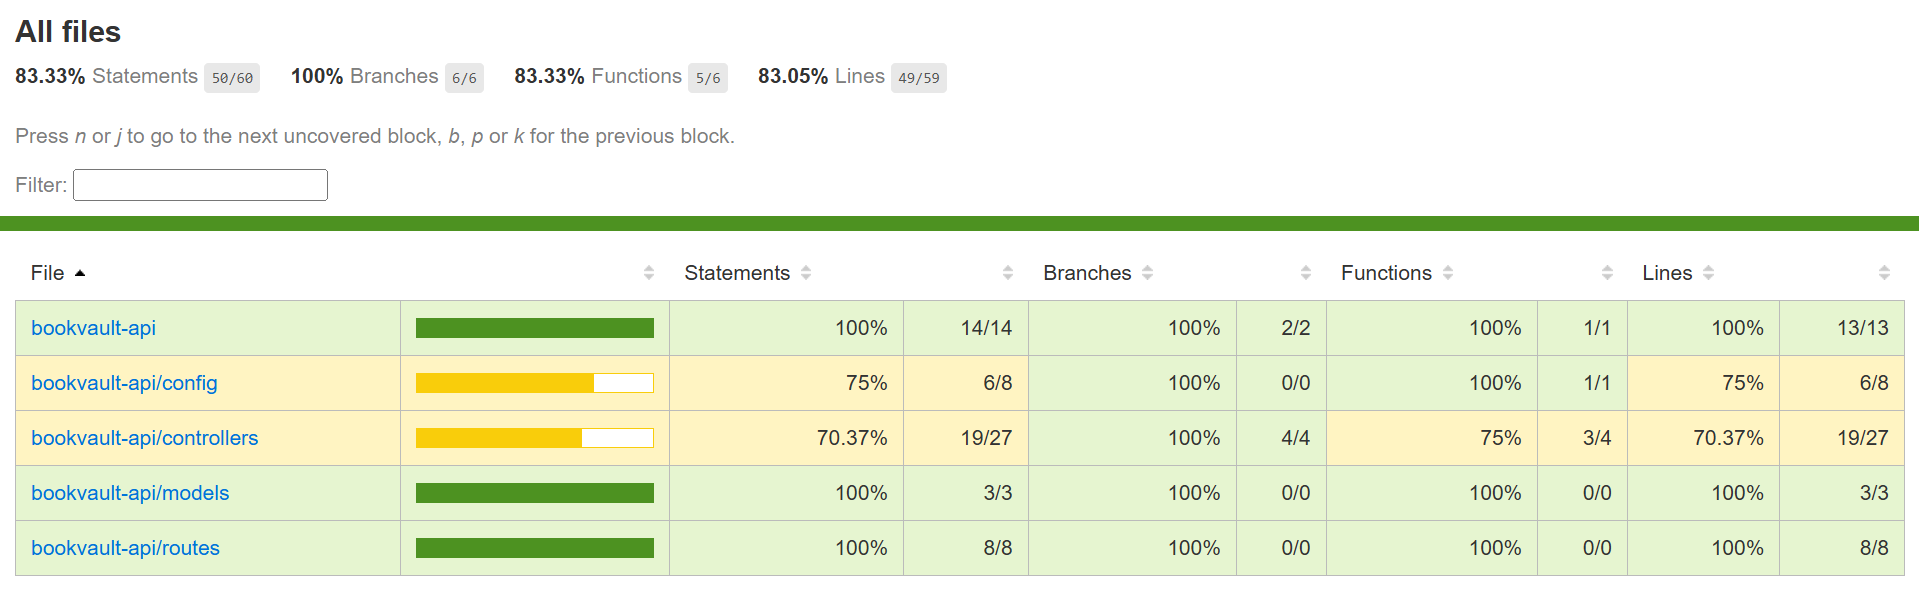 All files
83.33% Statements 50/60 100% Branches 6/6 83.33% Functions 5/6 83.05% Lines 49/59
Press n or j to go to the next uncovered block, b, p or k for the previous block.
Filter:
File Statements Branches Functions Lines
bookvault-api 100% 14/14 100% 2/2 100% 1/1 100% 13/13
bookvault-api/config 75% 6/8 100% 0/0 100% 1/1 75% 6/8
bookvault-api/controllers 70.37% 19/27 100% 4/4 75% 3/4 70.37% 19/27
bookvault-api/models 100% 3/3 100% 0/0 100% 0/0 100% 3/3
bookvault-api/routes 100% 8/8 100% 0/0 100% 0/0 100% 8/8